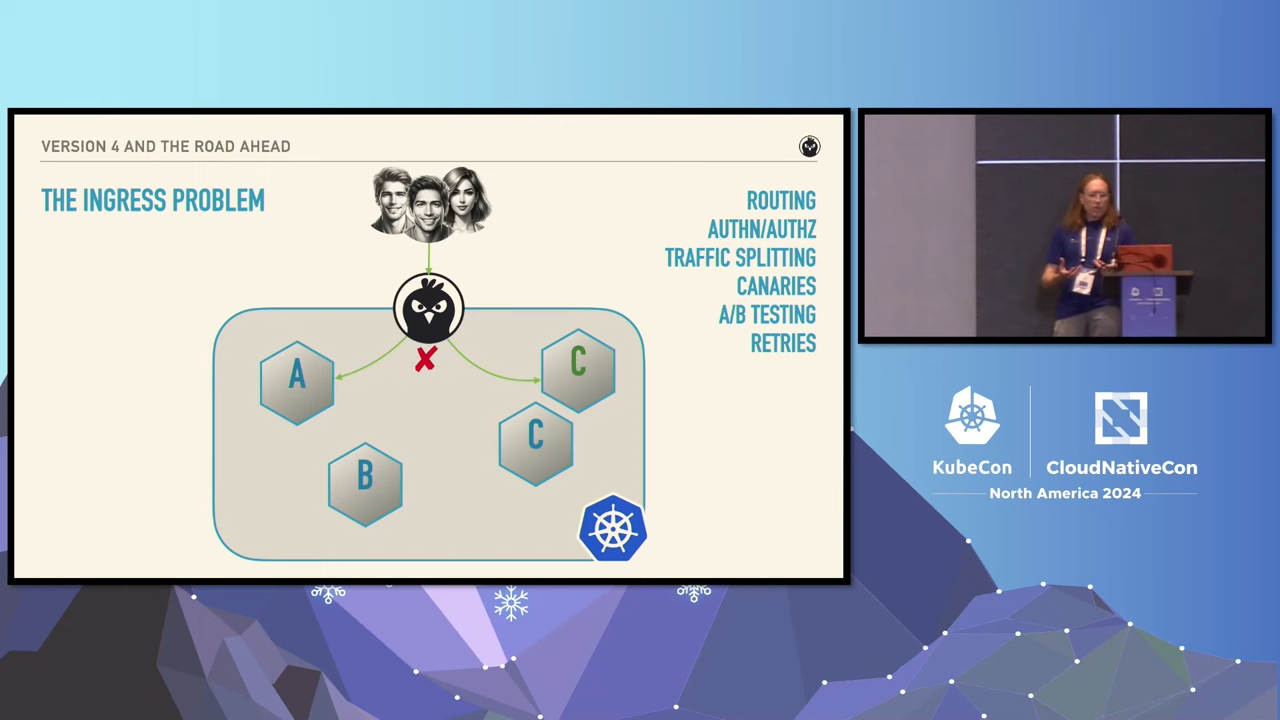 VERSION 4 AND THE ROAD AHEAD
THE INGRESS PROBLEM
ROUTING
AUTHN/AUTHZ
TRAFFIC SPLITTING
CANARIES
A/B TESTING
RETRIES
A
B
C
C
KubeCon
CloudNativeCon
North America 2024